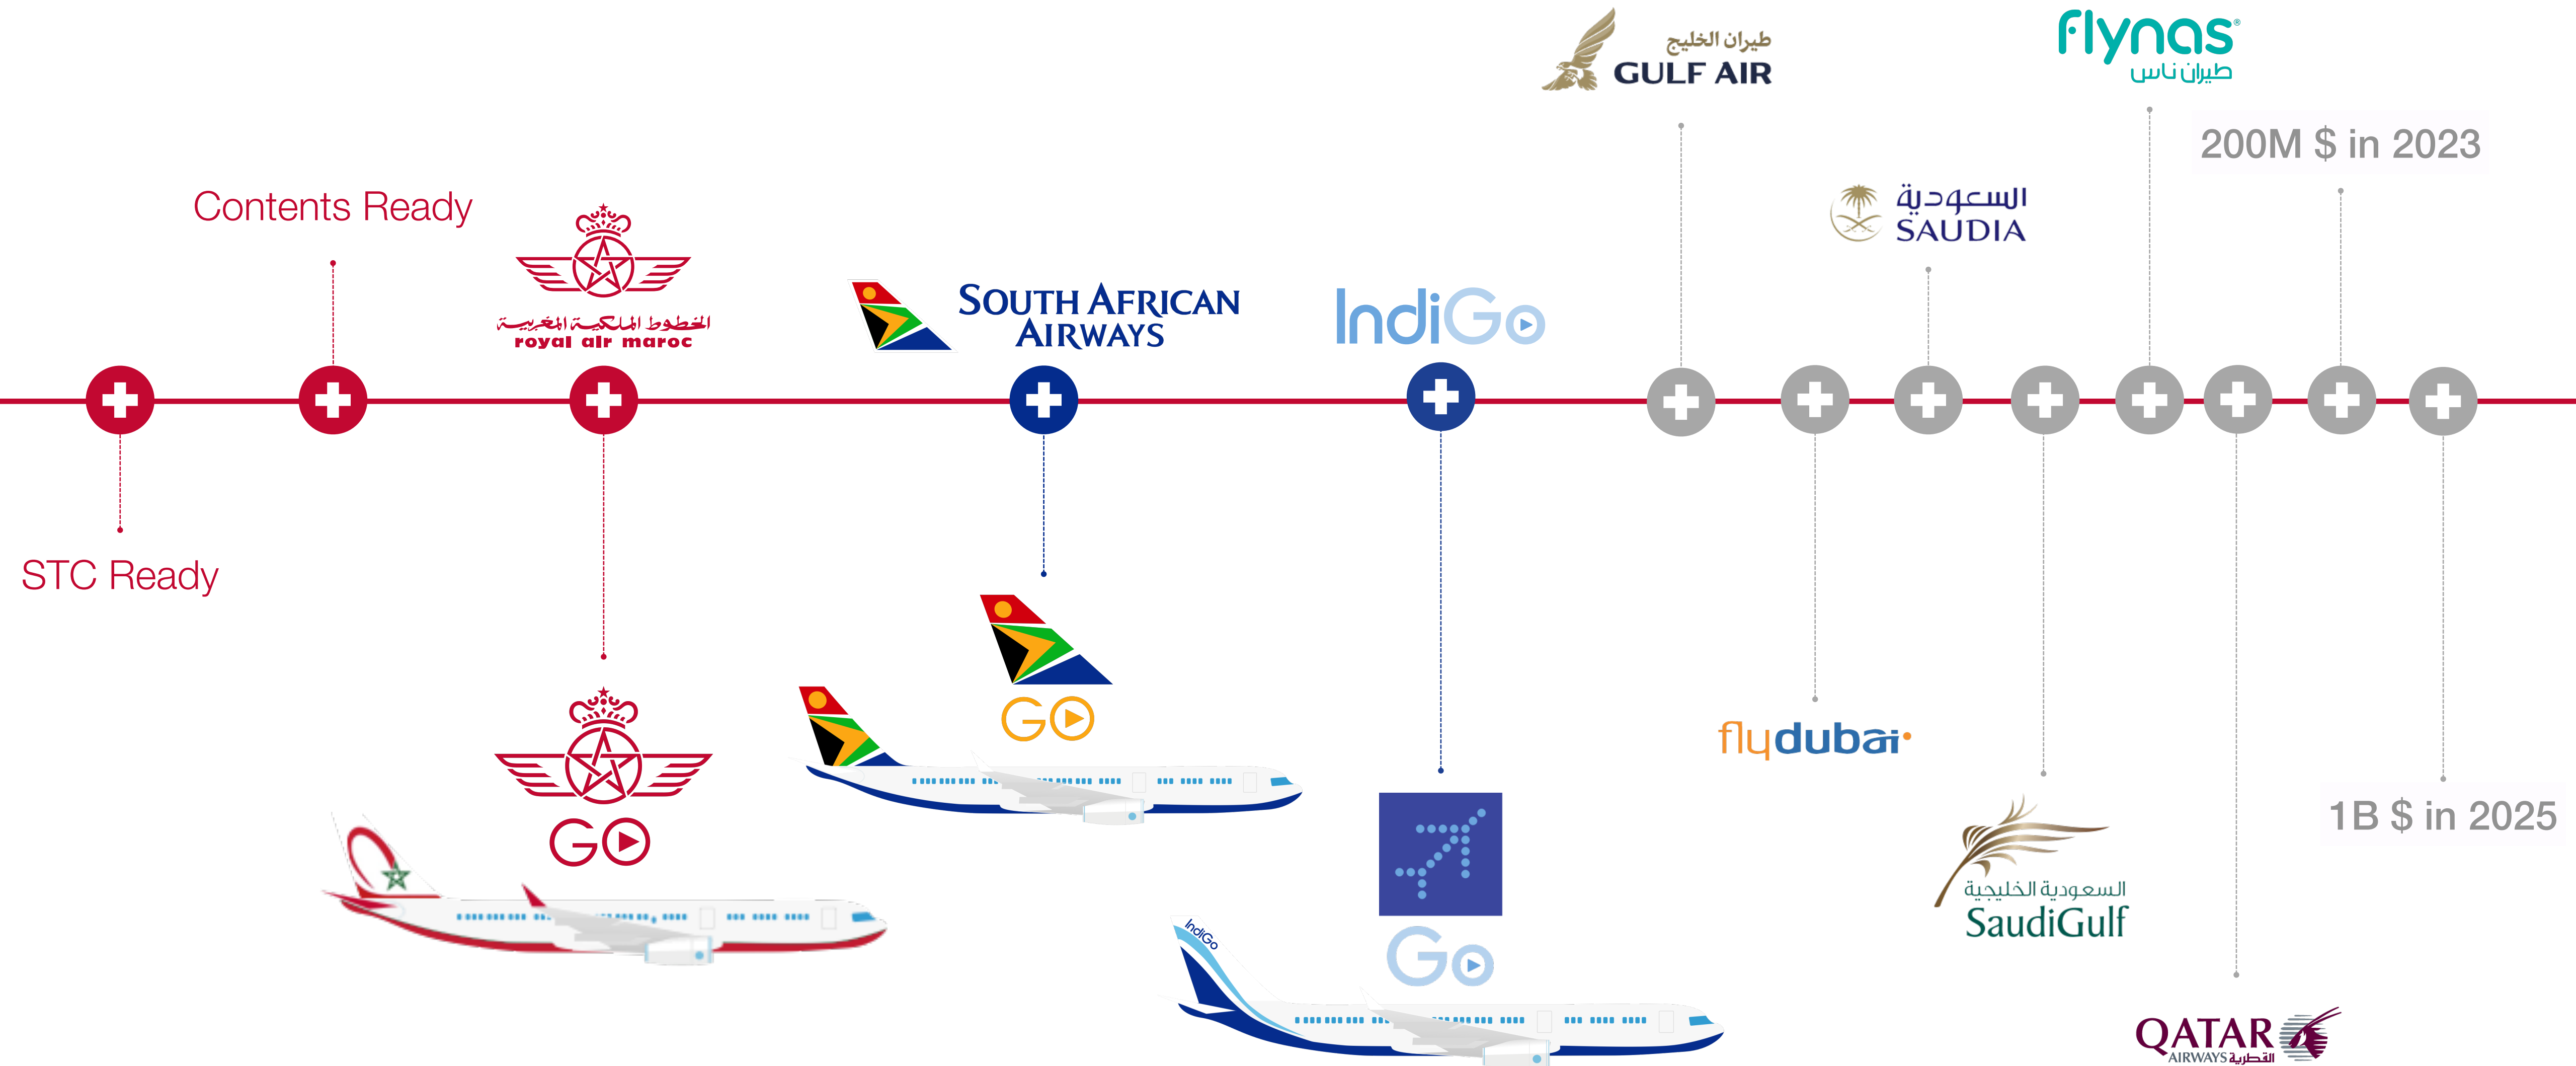 طيران الخليج
GULF AIR
flynas®
طيران ناس
200M $ in 2023
Contents Ready
السعودية
SAUDIA
الخطوط الملكية المغربية
royal air maroc
SOUTH AFRICAN
AIRWAYS
IndiGo
STC Ready
GO
GO
flydubai
1B $ in 2025
السعودية الخليجية
SaudiGulf
IndiGo
Go
QATAR
AIRWAYS القطرية